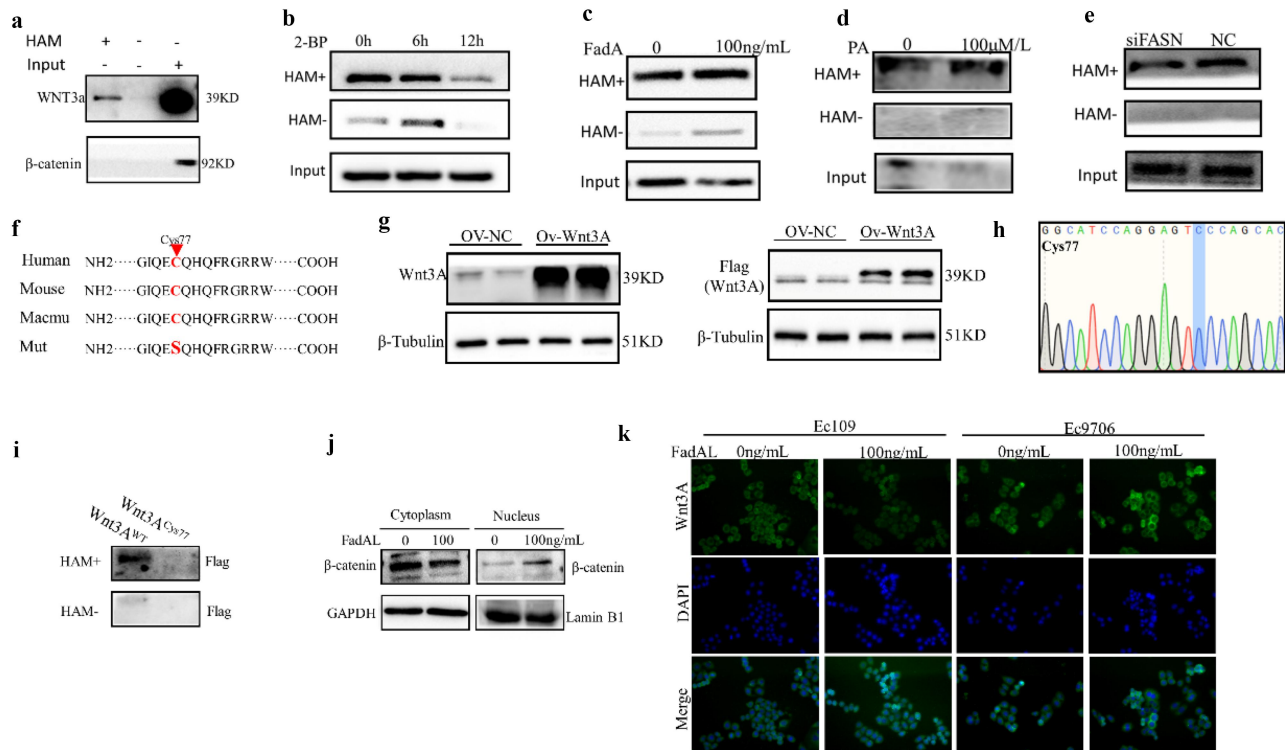 a
HAM + - -
Input - - +
WNT3a 39KD
β-catenin 92KD
b
2-BP 0h 6h 12h
HAM+
HAM-
Input
c
FadA 0 100ng/mL
HAM+
HAM-
Input
d
PA 0 100μM/L
HAM+
HAM-
Input
e
siFASN NC
HAM+
HAM-
Input
f
Cys77
Human NH2·····GIQECQHQFRGRRW·····COOH
Mouse NH2·····GIQECQHQFRGRRW·····COOH
Macmu NH2·····GIQECQHQFRGRRW·····COOH
Mut NH2·····GIQESQHQFRGRRW·····COOH
g
OV-NC Ov-Wnt3A
Wnt3A 39KD
β-Tubulin 51KD
OV-NC Ov-Wnt3A
Flag
(Wnt3A) 39KD
β-Tubulin 51KD
h
G G C A T C C A G G A G T C C C A G C A C
Cys77
i
Wnt3A WT
Wnt3A Cys77
HAM+ Flag
HAM- Flag
j
Cytoplasm Nucleus
FadAL 0 100 0 100ng/mL
β-catenin β-catenin
GAPDH Lamin B1
k
Ec109 Ec9706
FadAL 0ng/mL 100ng/mL 0ng/mL 100ng/mL
Wnt3A
DAPI
Merge